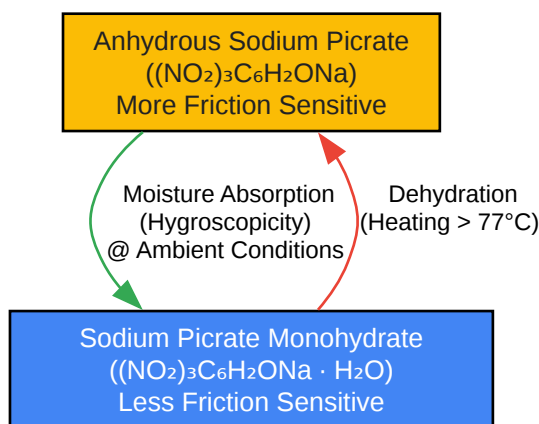 Anhydrous Sodium Picrate
((NO₂)₃C₆H₂ONa)
More Friction Sensitive
Moisture Absorption
(Hygroscopicity)
@ Ambient Conditions
Dehydration
(Heating > 77°C)
Sodium Picrate Monohydrate
((NO₂)₃C₆H₂ONa · H₂O)
Less Friction Sensitive